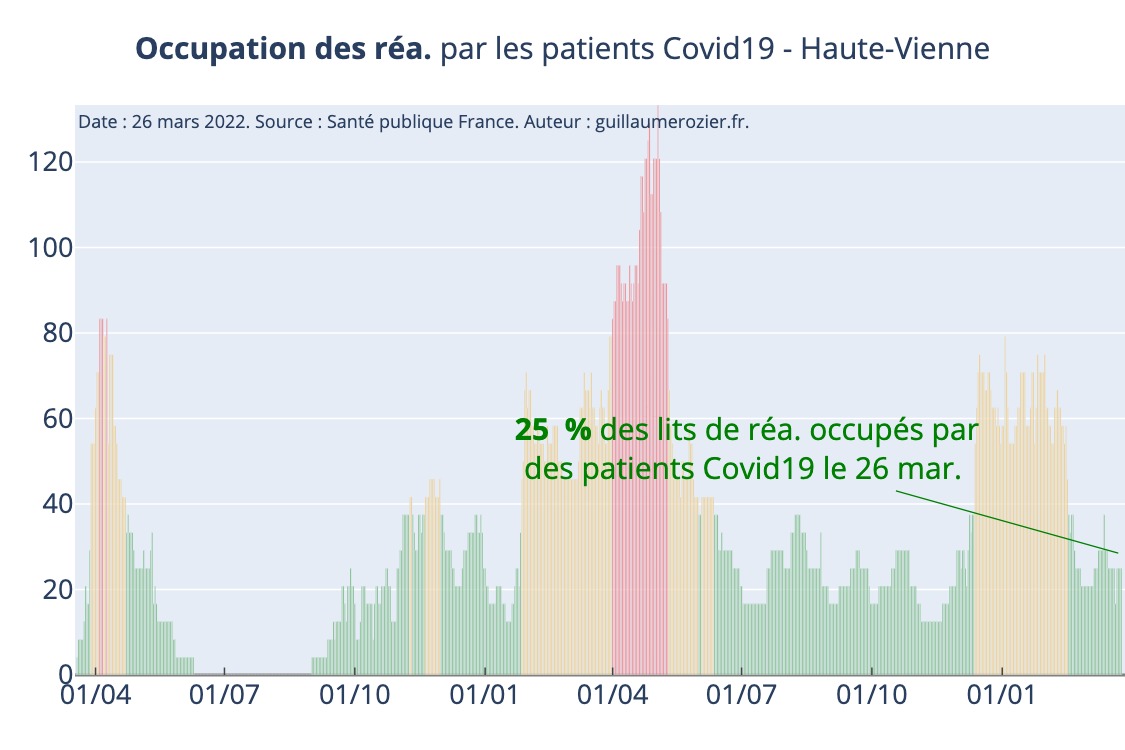 Occupation des réa. par les patients Covid19 - Haute-Vienne
Date : 26 mars 2022. Source : Santé publique France. Auteur : guillaumerozier.fr.
120
100
80
60
40
20
0
25 % des lits de réa. occupés par
des patients Covid19 le 26 mar.
01/04 01/07 01/10 01/01 01/04 01/07 01/10 01/01